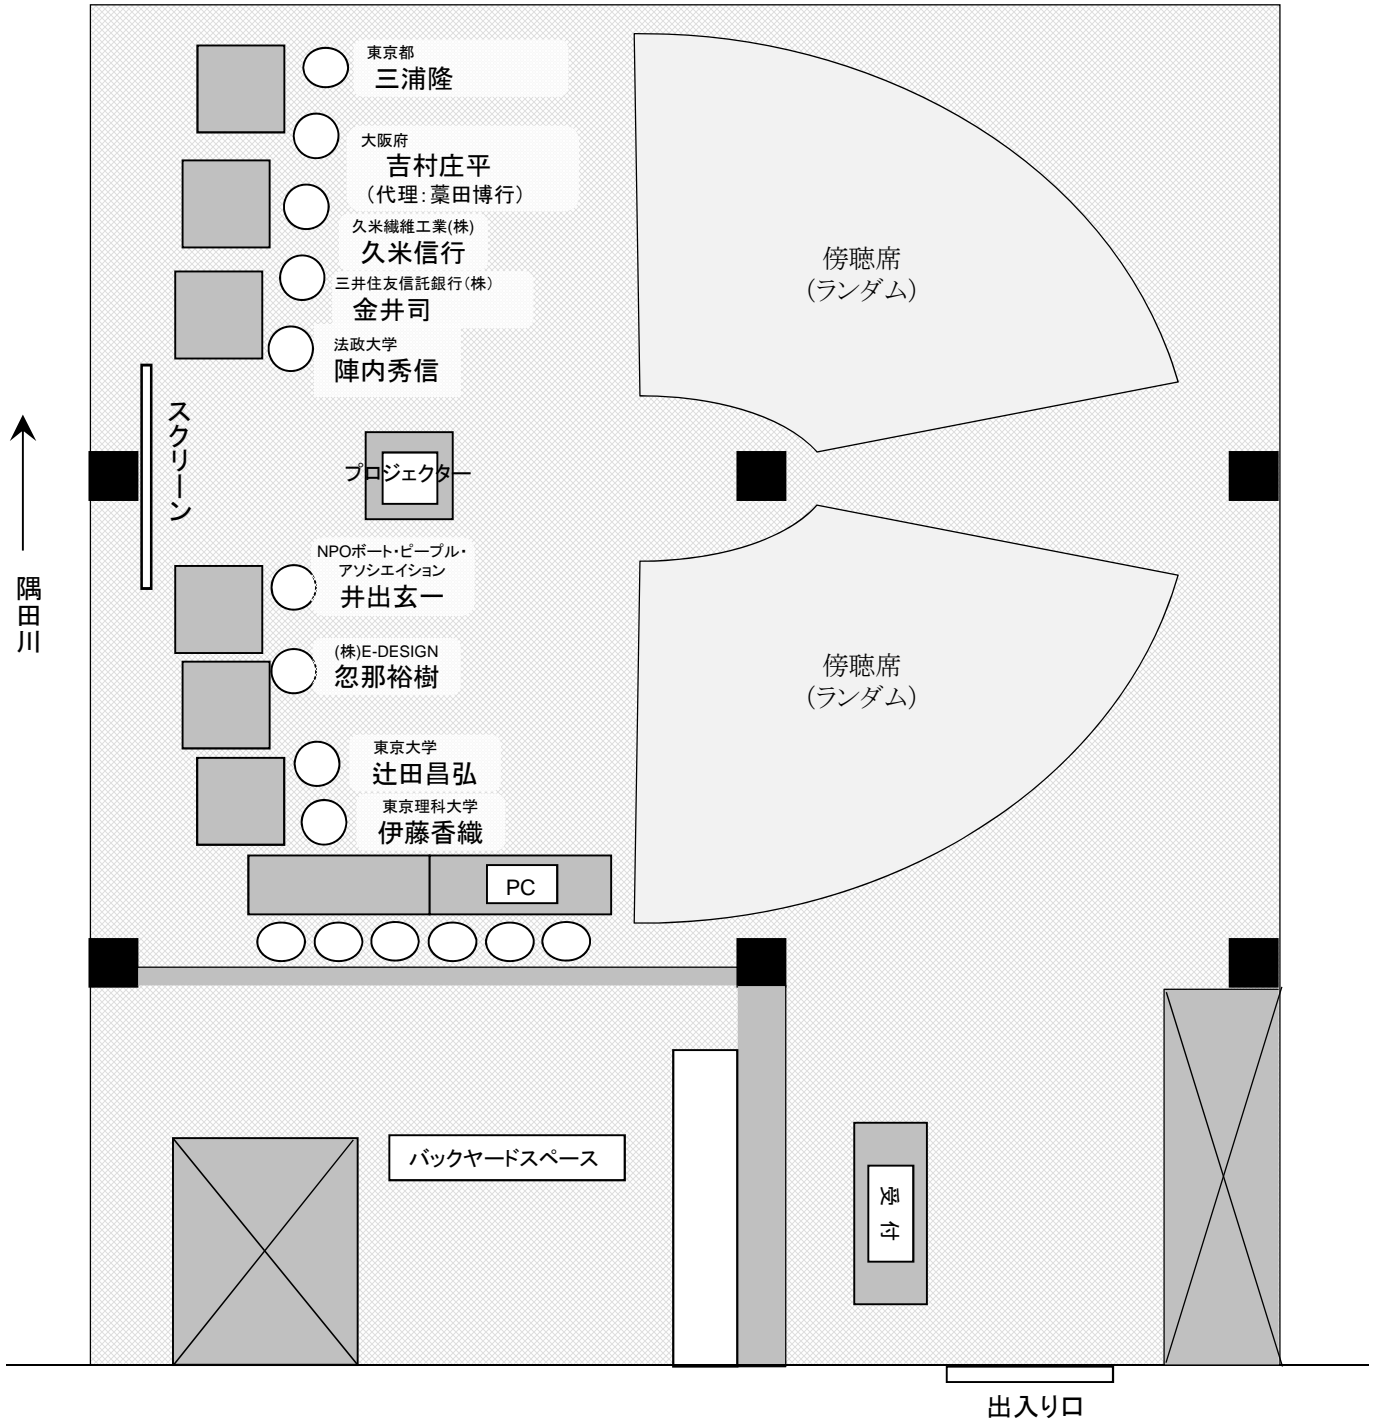 東京都
三浦隆
大阪府
吉村庄平
（代理：藁田博行）
久米繊維工業(株)
久米信行
三井住友信託銀行（株）
金井司
法政大学
陣内秀信
スクリーン
プロジェクター
傍聴席
（ランダム）
隅田川
NPOボート・ピープル・
アソシエイション
井出玄一
(株)E-DESIGN
忽那裕樹
傍聴席
（ランダム）
東京大学
辻田昌弘
東京理科大学
伊藤香織
PC
バックヤードスペース
受付
出入り口